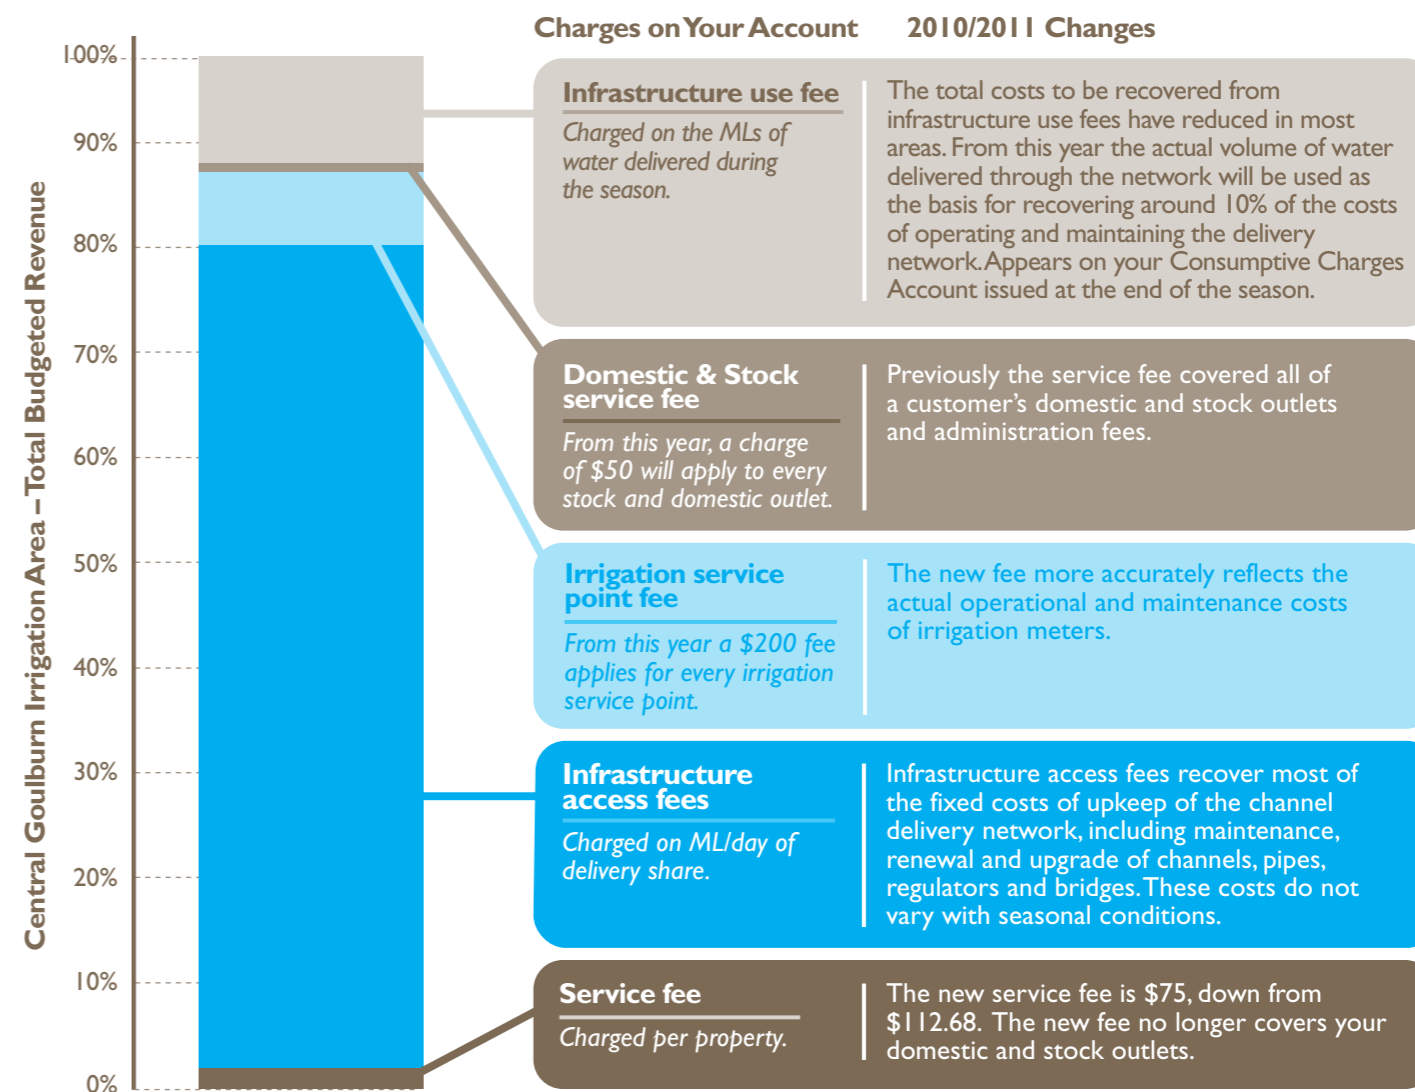 Charges on Your Account
2010/2011 Changes
Central Goulburn Irrigation Area – Total Budgeted Revenue
100%
90%
80%
70%
60%
50%
40%
30%
20%
10%
0%
Infrastructure use fee
Charged on the MLs of
water delivered during
the season.
The total costs to be recovered from
infrastructure use fees have reduced in most
areas. From this year the actual volume of water
delivered through the network will be used as
the basis for recovering around 10% of the costs
of operating and maintaining the delivery
network. Appears on your Consumptive Charges
Account issued at the end of the season.
Domestic & Stock
service fee
From this year, a charge
of $50 will apply to every
stock and domestic outlet.
Previously the service fee covered all of
a customer's domestic and stock outlets
and administration fees.
Irrigation service
point fee
From this year a $200 fee
applies for every irrigation
service point.
The new fee more accurately reflects the
actual operational and maintenance costs
of irrigation meters.
Infrastructure
access fees
Charged on ML/day of
delivery share.
Infrastructure access fees recover most of
the fixed costs of upkeep of the channel
delivery network, including maintenance,
renewal and upgrade of channels, pipes,
regulators and bridges. These costs do not
vary with seasonal conditions.
Service fee
Charged per property.
The new service fee is $75, down from
$112.68. The new fee no longer covers your
domestic and stock outlets.